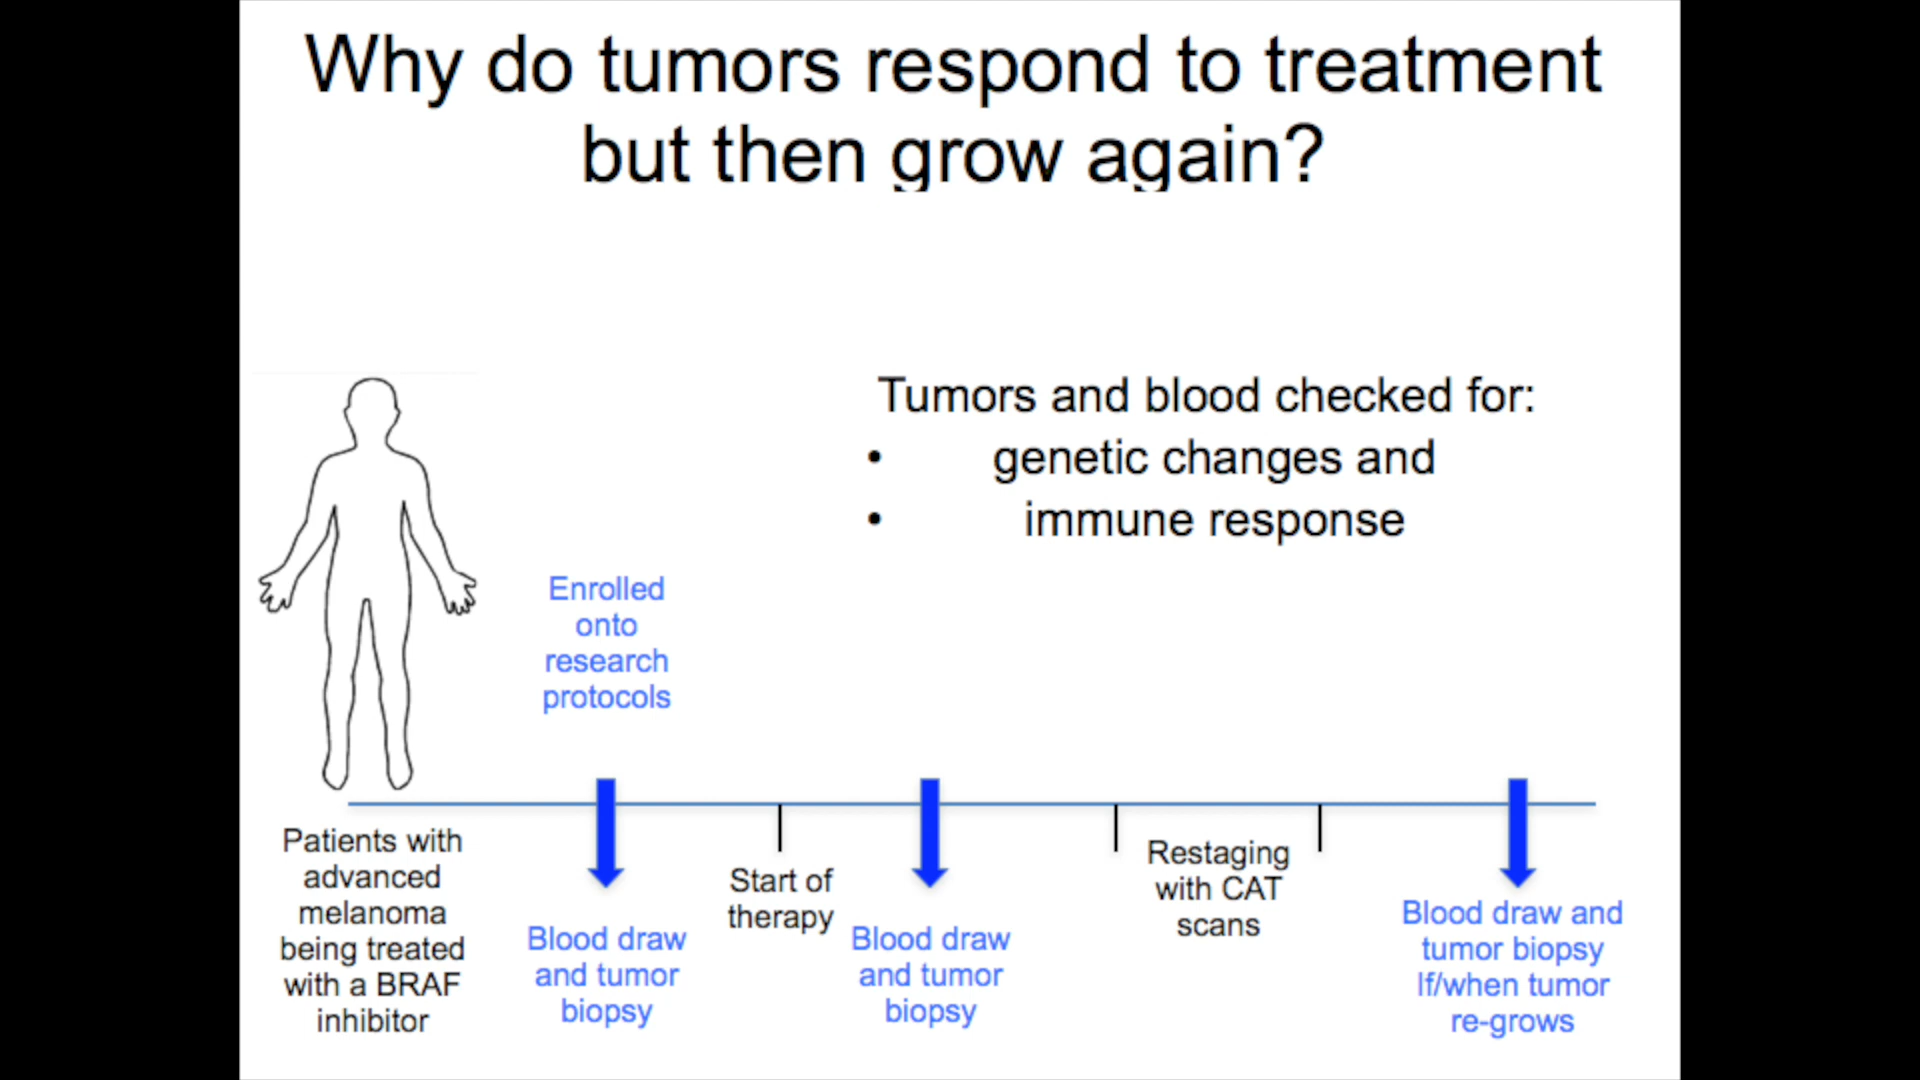 Why do tumors respond to treatment
but then grow again?
Tumors and blood checked for:
• genetic changes and
• immune response
Enrolled
onto
research
protocols
Patients with
advanced
melanoma
being treated
with a BRAF
inhibitor
Blood draw
and tumor
biopsy
Start of
therapy
Blood draw
and tumor
biopsy
Restaging
with CAT
scans
Blood draw and
tumor biopsy
If/when tumor
re-grows